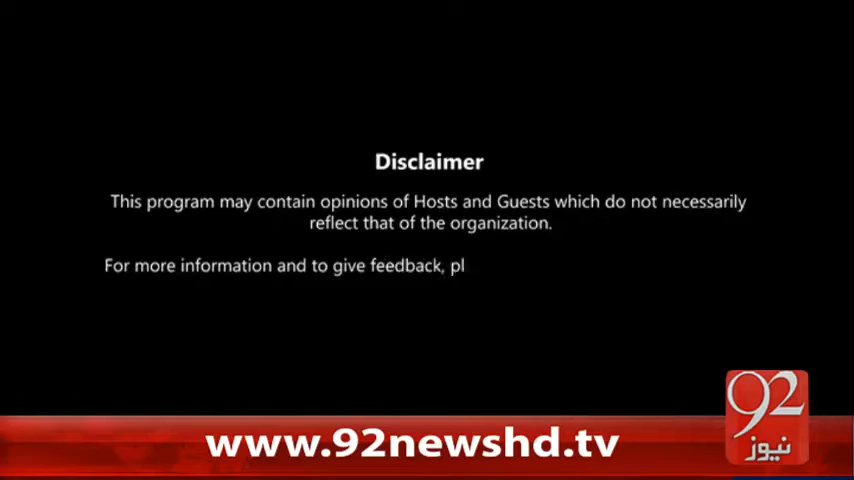 Disclaimer
This program may contain opinions of Hosts and Guests which do not necessarily
reflect that of the organization.
For more information and to give feedback, pl
92
نیوز
www.92newshd.tv